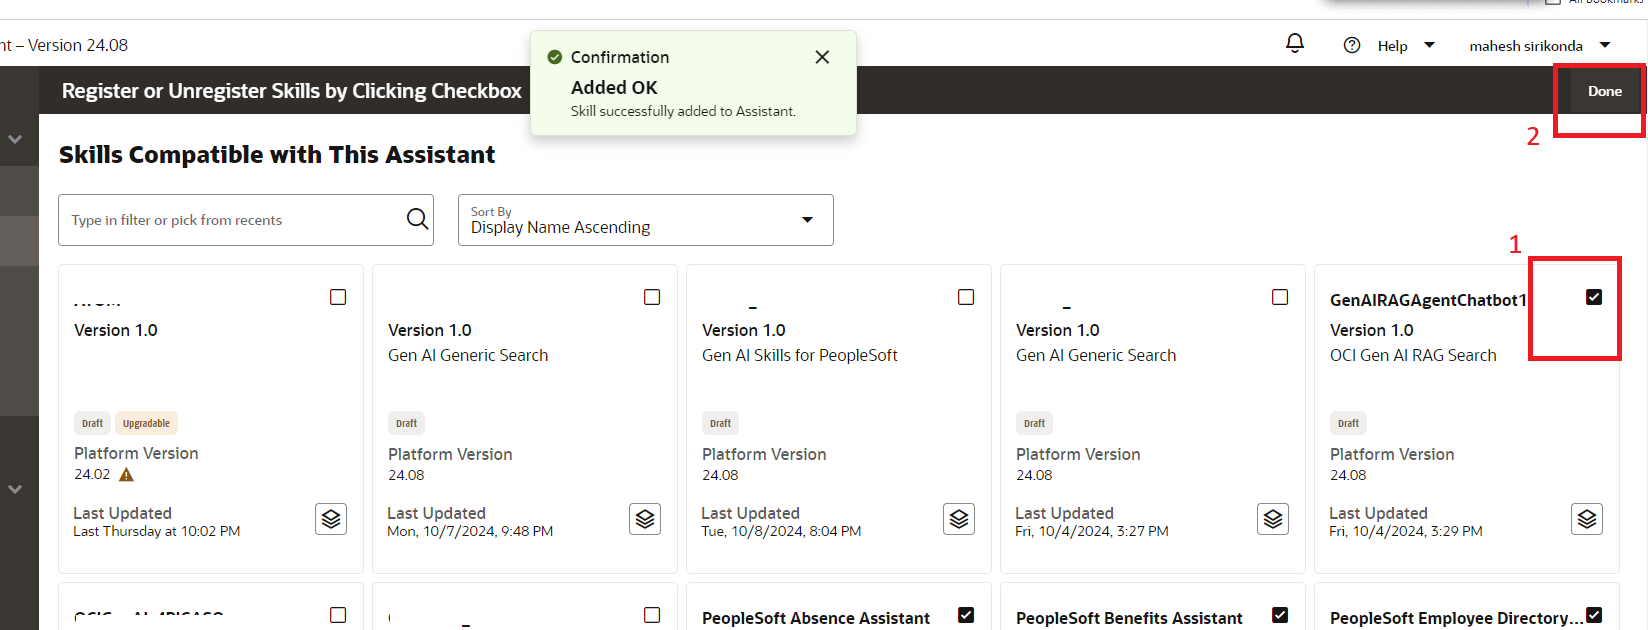 nt – Version 24.08
Help
mahesh sirikonda
Confirmation
Added OK
Skill successfully added to Assistant.
Register or Unregister Skills by Clicking Checkbox
Done
2
Skills Compatible with This Assistant
Type in filter or pick from recents
Sort By
Display Name Ascending
1
Version 1.0
Draft
Upgradable
Platform Version
24.02
Last Updated
Last Thursday at 10:02 PM
Version 1.0
Gen AI Generic Search
Draft
Platform Version
24.08
Last Updated
Mon, 10/7/2024, 9:48 PM
Version 1.0
Gen AI Skills for PeopleSoft
Draft
Platform Version
24.08
Last Updated
Tue, 10/8/2024, 8:04 PM
Version 1.0
Gen AI Generic Search
Draft
Platform Version
24.08
Last Updated
Fri, 10/4/2024, 3:27 PM
GenAIRAGAgentChatbot1
Version 1.0
OCI Gen AI RAG Search
Draft
Platform Version
24.08
Last Updated
Fri, 10/4/2024, 3:29 PM
PeopleSoft Absence Assistant
PeopleSoft Benefits Assistant
PeopleSoft Employee Directory...